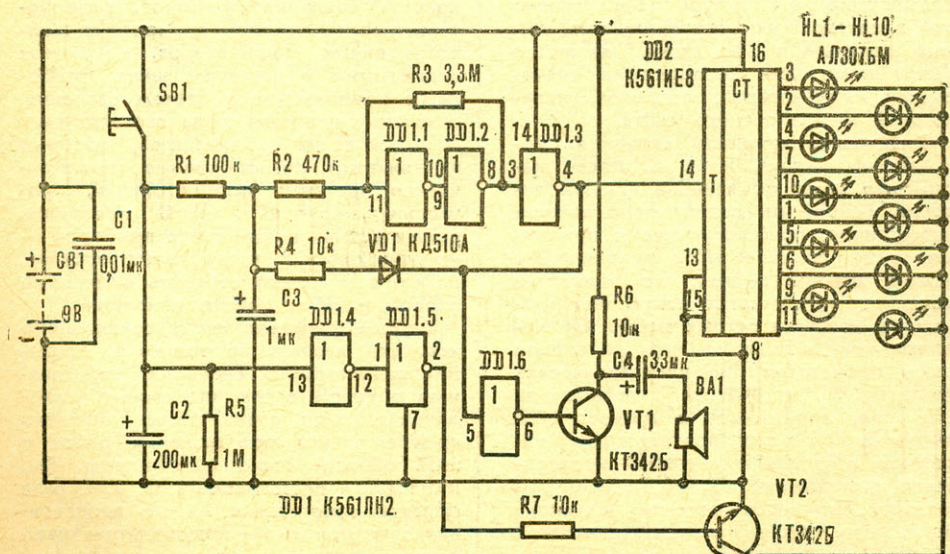 HL1 – HL10
АЛ307БМ
DD2
К561ИЕ8
16
SB1
R3 3,3М
DD1.1
DD1.2
14
DD1.3
CT
3
2
4
7
10
1
5
6
9
11
R1 100к
R2 470к
1
10
1
8
3
1
4
14
T
11
9
C1
0,01мк
GB1
+
9В
R4 10к
VD1 КД510А
13
15
8
+
C3
1мк
DD1.4
DD1.5
R6
10к
C4
3,3мк
+
BA1
1
1
1
2
13
12
7
DD1.6
1
5
6
VT1
КТ342Б
+
C2
200мк
R5
1М
DD1 К561ЛН2
R7 10к
VT2
КТ342Б